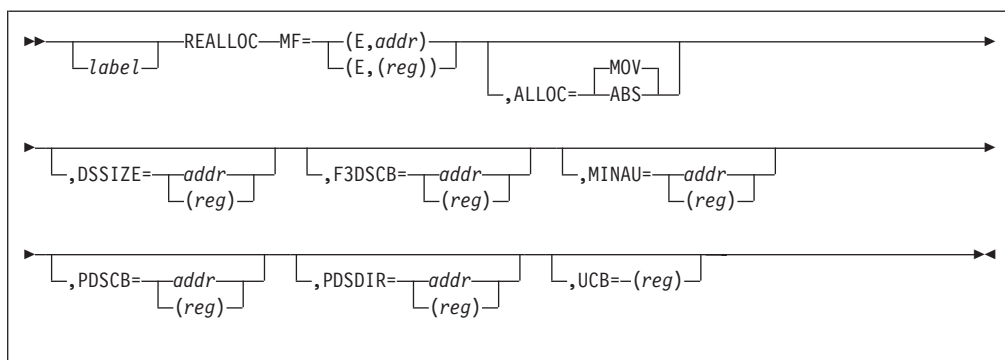 REALLOC MF= (E,addr)
label (E,(reg))
MOV
,ALLOC= ABS
,DSSIZE= addr ,F3DSCB= addr ,MINAU= addr
(reg) (reg) (reg)
,PDSCB= addr ,PDSDIR= addr ,UCB= (reg)
(reg) (reg)